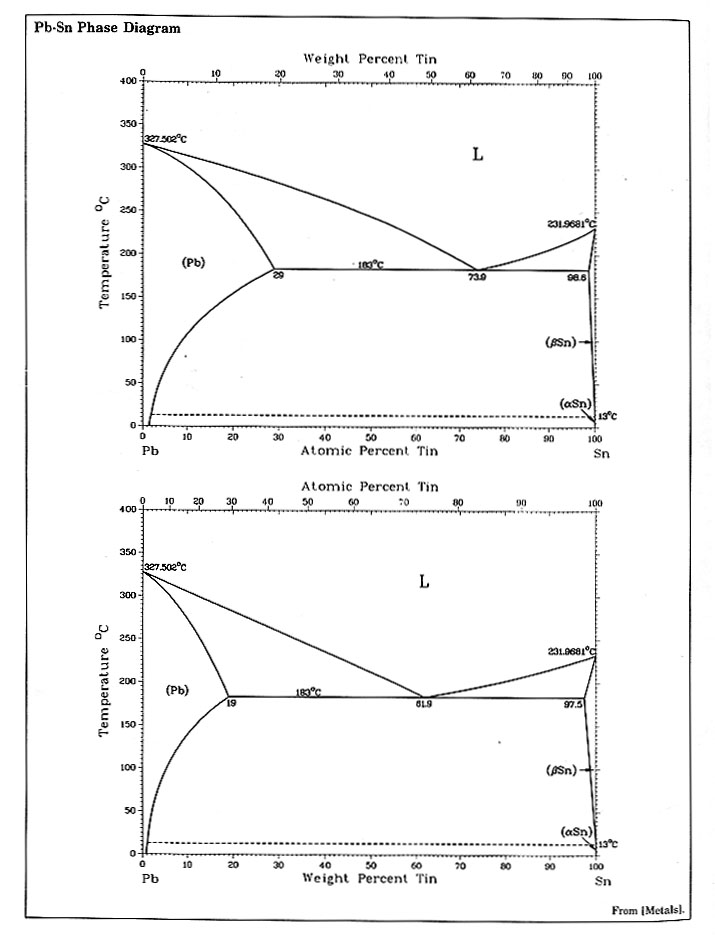 Pb-Sn Phase Diagram
Weight Percent Tin
0 10 20 30 40 50 60 70 80 90 100
400
350
327.502°C
300
L
250
231.9681°C
Temperature °C
200
(Pb)
183°C
29
73.9
98.6
150
100
(βSn)
50
(αSn)
13°C
0
0 10 20 30 40 50 60 70 80 90 100
Pb Atomic Percent Tin Sn
Atomic Percent Tin
0 10 20 30 40 50 60 70 80 90 100
400
350
327.502°C
300
L
250
231.9681°C
Temperature °C
200
(Pb)
183°C
19
61.9
97.5
150
100
(βSn)
50
(αSn)
13°C
0
0 10 20 30 40 50 60 70 80 90 100
Pb Weight Percent Tin Sn
From [Metals].